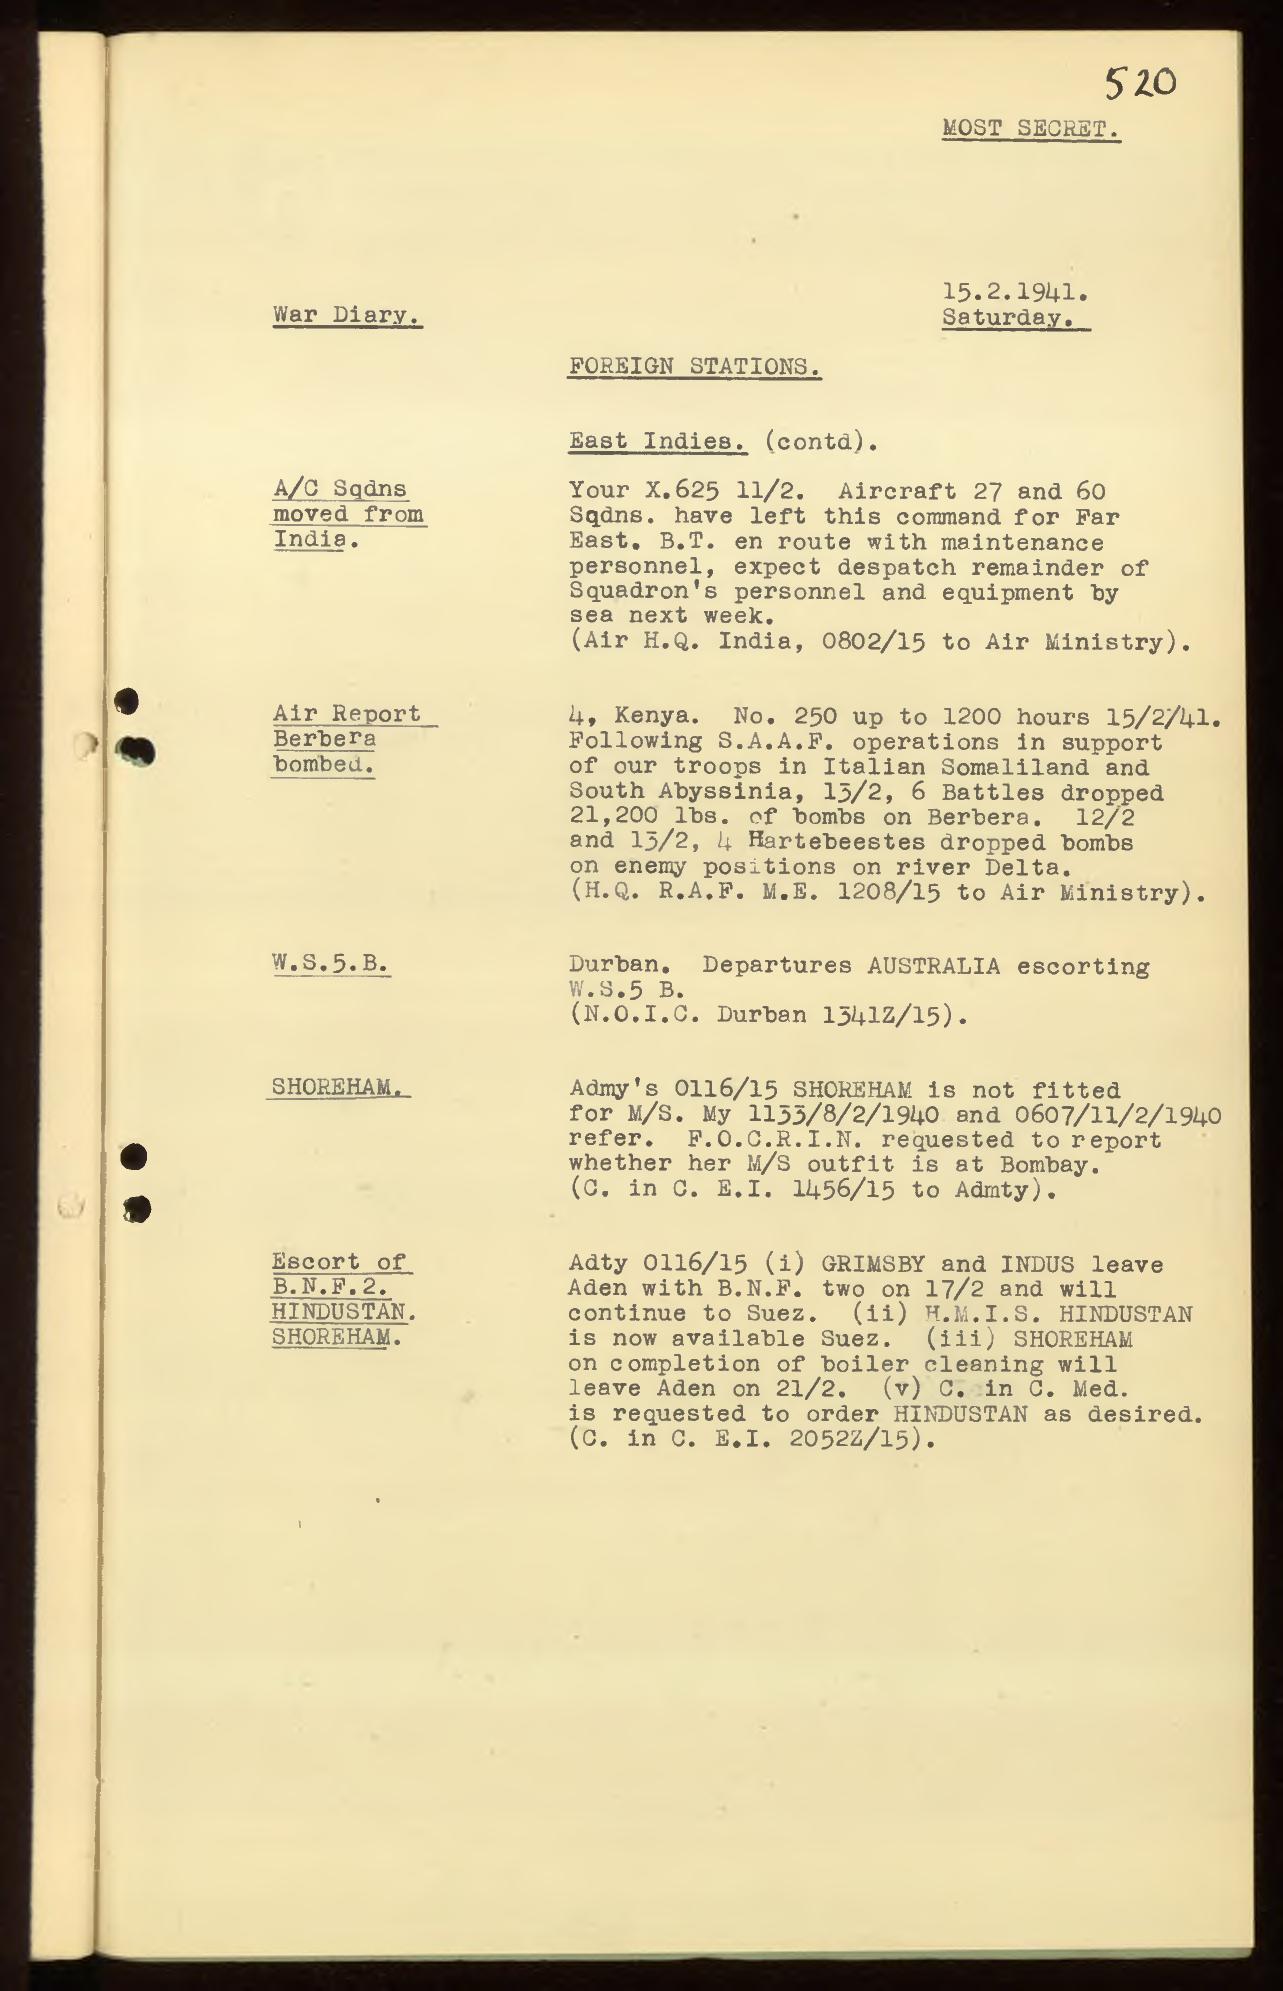 520
MOST SECRET.
15.2.1941.
War Diary.
Saturday.
FOREIGN STATIONS.
East Indies. (contd).
A/C Sqdns
moved from
India.
Your X.625 11/2. Aircraft 27 and 60
Sqdns. have left this command for Far
East. B.T. en route with maintenance
personnel, expect despatch remainder of
Squadron's personnel and equipment by
sea next week.
(Air H.Q. India, 0802/15 to Air Ministry).
Air Report
Berbera
bombed.
4, Kenya. No. 250 up to 1200 hours 15/2/41.
Following S.A.A.F. operations in support
of our troops in Italian Somaliland and
South Abyssinia, 13/2, 6 Battles dropped
21,200 lbs. of bombs on Berbera. 12/2
and 13/2, 4 Hartebeestes dropped bombs
on enemy positions on river Delta.
(H.Q. R.A.F. M.E. 1208/15 to Air Ministry).
W.S.5.B.
Durban. Departures AUSTRALIA escorting
W.S.5 B.
(N.O.I.C. Durban 1341Z/15).
SHOREHAM.
Admy's 0116/15 SHOREHAM is not fitted
for M/S. My 1133/8/2/1940 and 0607/11/2/1940
refer. F.O.C.R.I.N. requested to report
whether her M/S outfit is at Bombay.
(C. in C. E.I. 1456/15 to Admty).
Escort of
B.N.F.2.
HINDUSTAN.
SHOREHAM.
Adty 0116/15 (i) GRIMSBY and INDUS leave
Aden with B.N.F. two on 17/2 and will
continue to Suez. (ii) H.M.I.S. HINDUSTAN
is now available Suez. (iii) SHOREHAM
on completion of boiler cleaning will
leave Aden on 21/2. (v) C. in C. Med.
is requested to order HINDUSTAN as desired.
(C. in C. E.I. 2052Z/15).